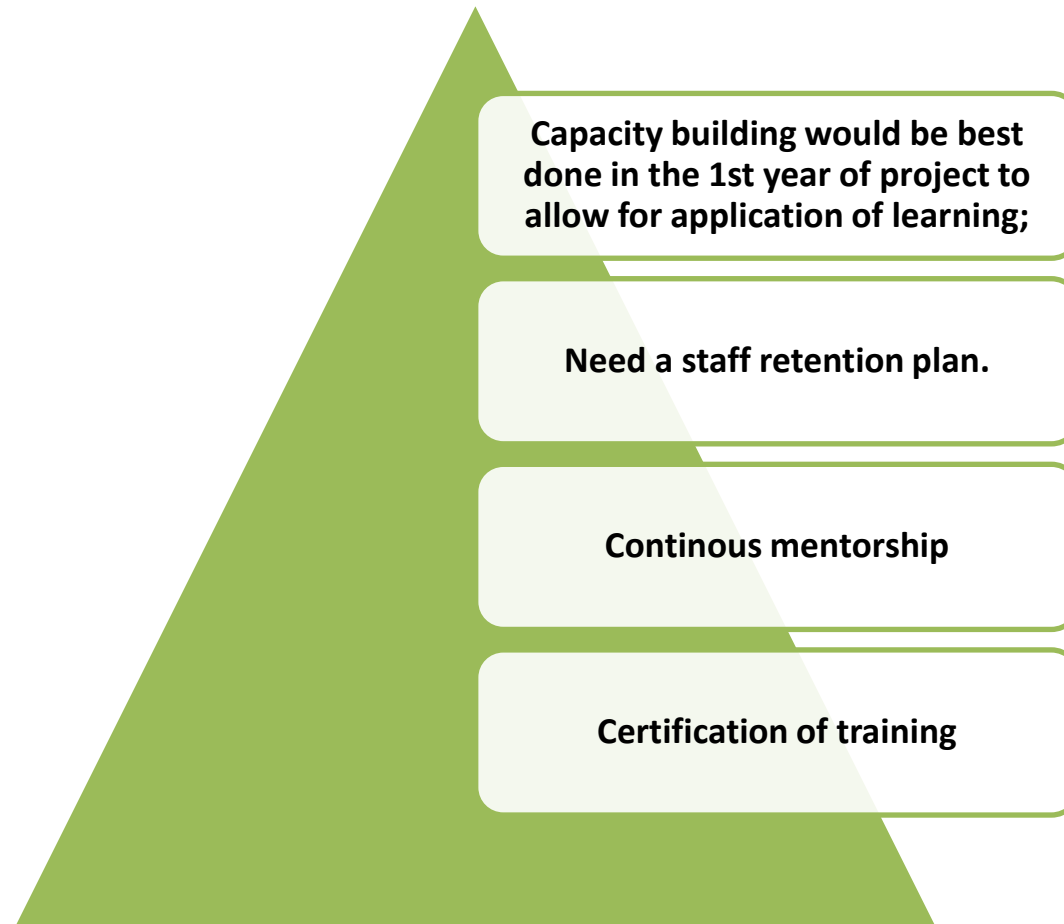 Capacity building would be best
done in the 1st year of project to
allow for application of learning;
Need a staff retention plan.
Continous mentorship
Certification of training